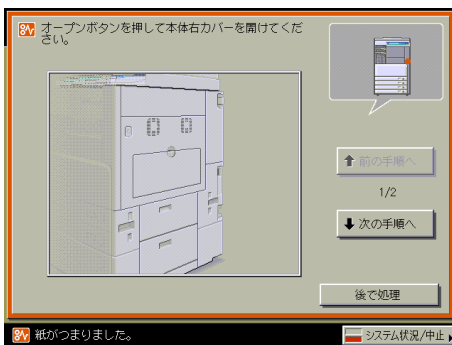 オープンボタンを押して本体右カバーを開けてくだ
さい。
前の手順へ
1/2
次の手順へ
後で処理
紙がつまりました。
システム状況/中止